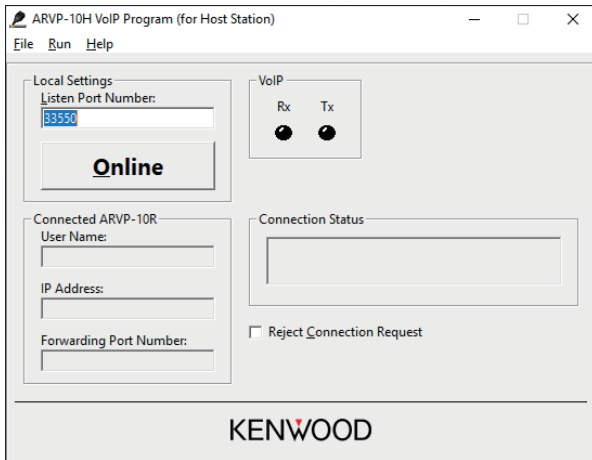 ARVP-10H VoIP Program (for Host Station)
File Run Help
Local Settings
Listen Port Number:
33550
Online
VoIP
Rx Tx
Connected ARVP-10R
User Name:
IP Address:
Forwarding Port Number:
Connection Status
Reject Connection Request
KENWOOD